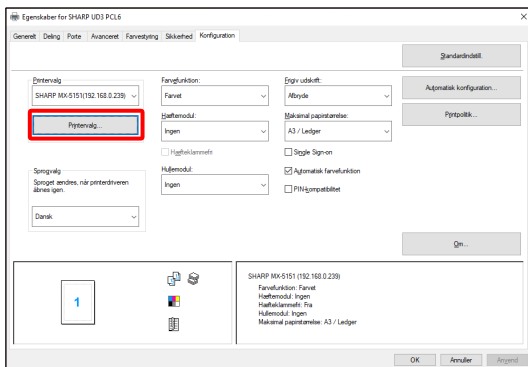 Egenskaber for SHARP UD3 PCL6
Generelt Deling Porte Avanceret Farvestyring Sikkerhed Konfiguration
Standardindstill.
Printervalg
SHARP MX-5151(192.168.0.239)
Printervalg...
Sprogvalg
Sproget ændres, når printerdriveren
åbnes igen.
Dansk
Farvefunktion:
Farvet
Hæftemodul:
Ingen
Hæfteklammefri
Hullemodul:
Ingen
Frigiv udskrift:
Afbryde
Maksimal papirstørrelse:
A3 / Ledger
Single Sign-on
Automatisk farvefunktion
PIN-kompatibilitet
Automatisk konfiguration...
Printpolitik...
Om...
1
SHARP MX-5151 (192.168.0.239)
Farvefunktion: Farvet
Hæftemodul: Ingen
Hæfteklammefri: Fra
Hullemodul: Ingen
Maksimal papirstørrelse: A3 / Ledger
OK Annuller Anvend